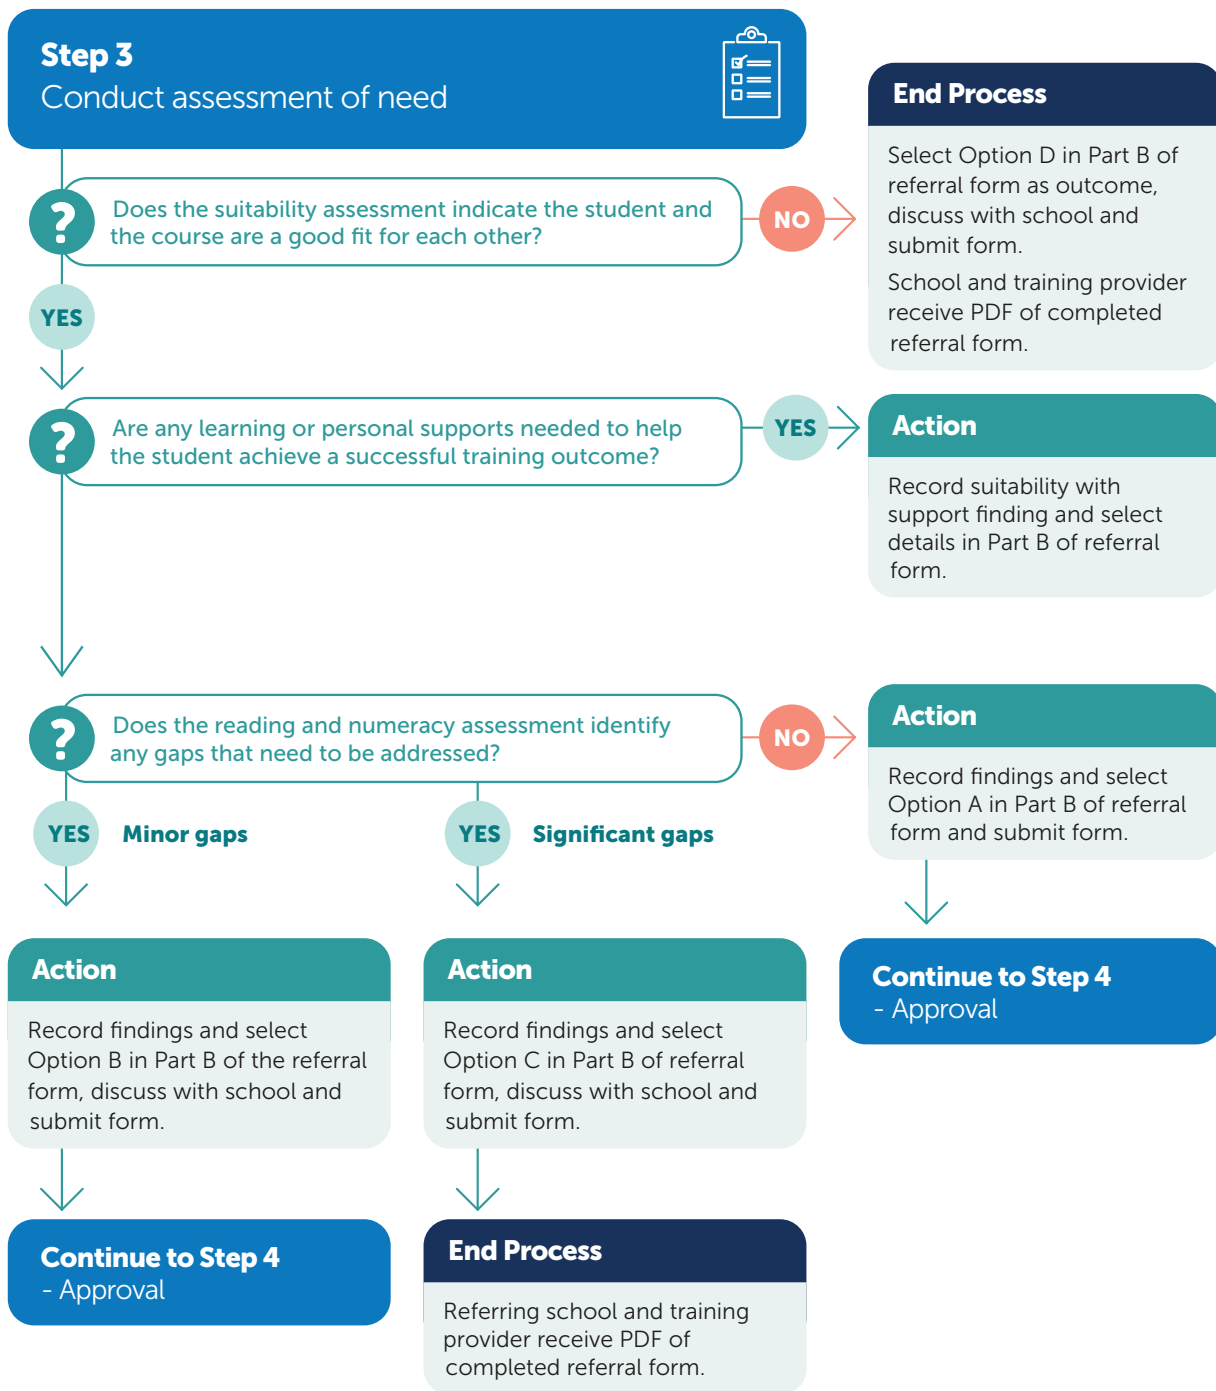 Step 3
Conduct assessment of need
?
Does the suitability assessment indicate the student and
the course are a good fit for each other?
NO
End Process
Select Option D in Part B of
referral form as outcome,
discuss with school and
submit form.
School and training provider
receive PDF of completed
referral form.
YES
?
Are any learning or personal supports needed to help
the student achieve a successful training outcome?
YES
Action
Record suitability with
support finding and select
details in Part B of referral
form.
?
Does the reading and numeracy assessment identify
any gaps that need to be addressed?
NO
Action
Record findings and select
Option A in Part B of referral
form and submit form.
Continue to Step 4
- Approval
YES
Minor gaps
YES
Significant gaps
Action
Record findings and select
Option B in Part B of the referral
form, discuss with school and
submit form.
Continue to Step 4
- Approval
Action
Record findings and select
Option C in Part B of referral
form, discuss with school and
submit form.
End Process
Referring school and training
provider receive PDF of
completed referral form.